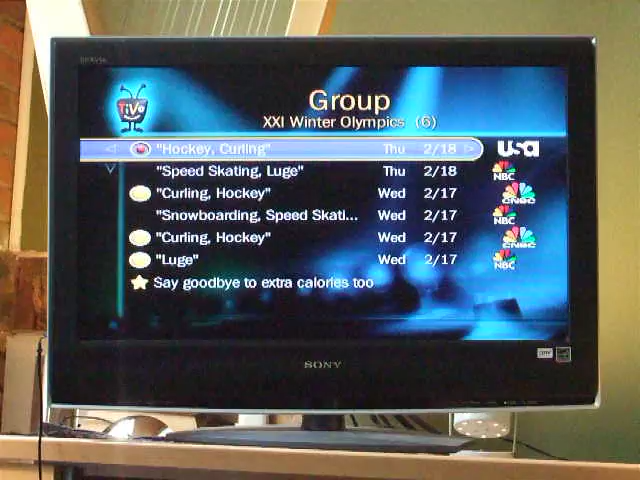 BRAVIA
TiVo
Group
XXI Winter Olympics (6)
"Hockey, Curling" Thu 2/18 USA
"Speed Skating, Luge" Thu 2/18 NBC
"Curling, Hockey" Wed 2/17 CNBC
"Snowboarding, Speed Skati... Wed 2/17 NBC
"Curling, Hockey" Wed 2/17 CNBC
"Luge" Wed 2/17 NBC
Say goodbye to extra calories too
SONY